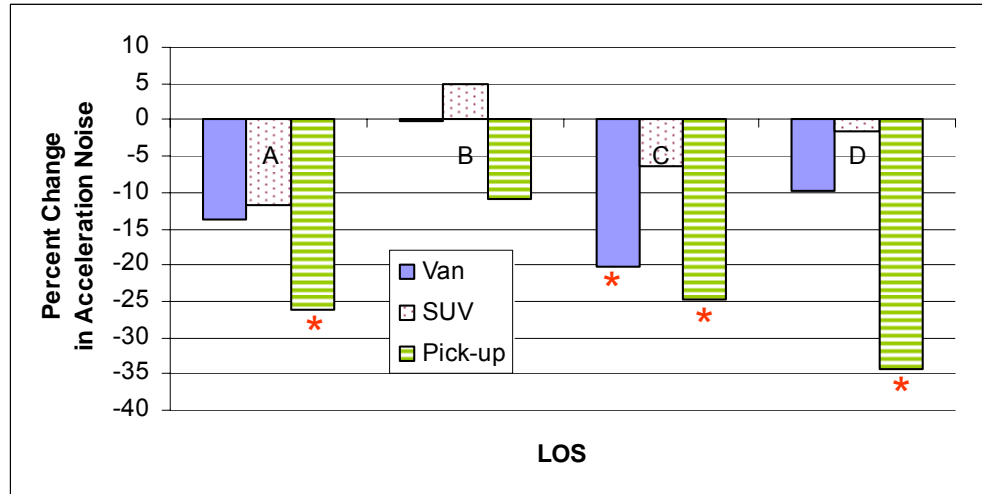 10
5
0
-5
-10
-15
-20
-25
-30
-35
-40
Percent Change
in Acceleration Noise
A
B
C
D
Van
SUV
Pick-up
*
*
*
*
LOS